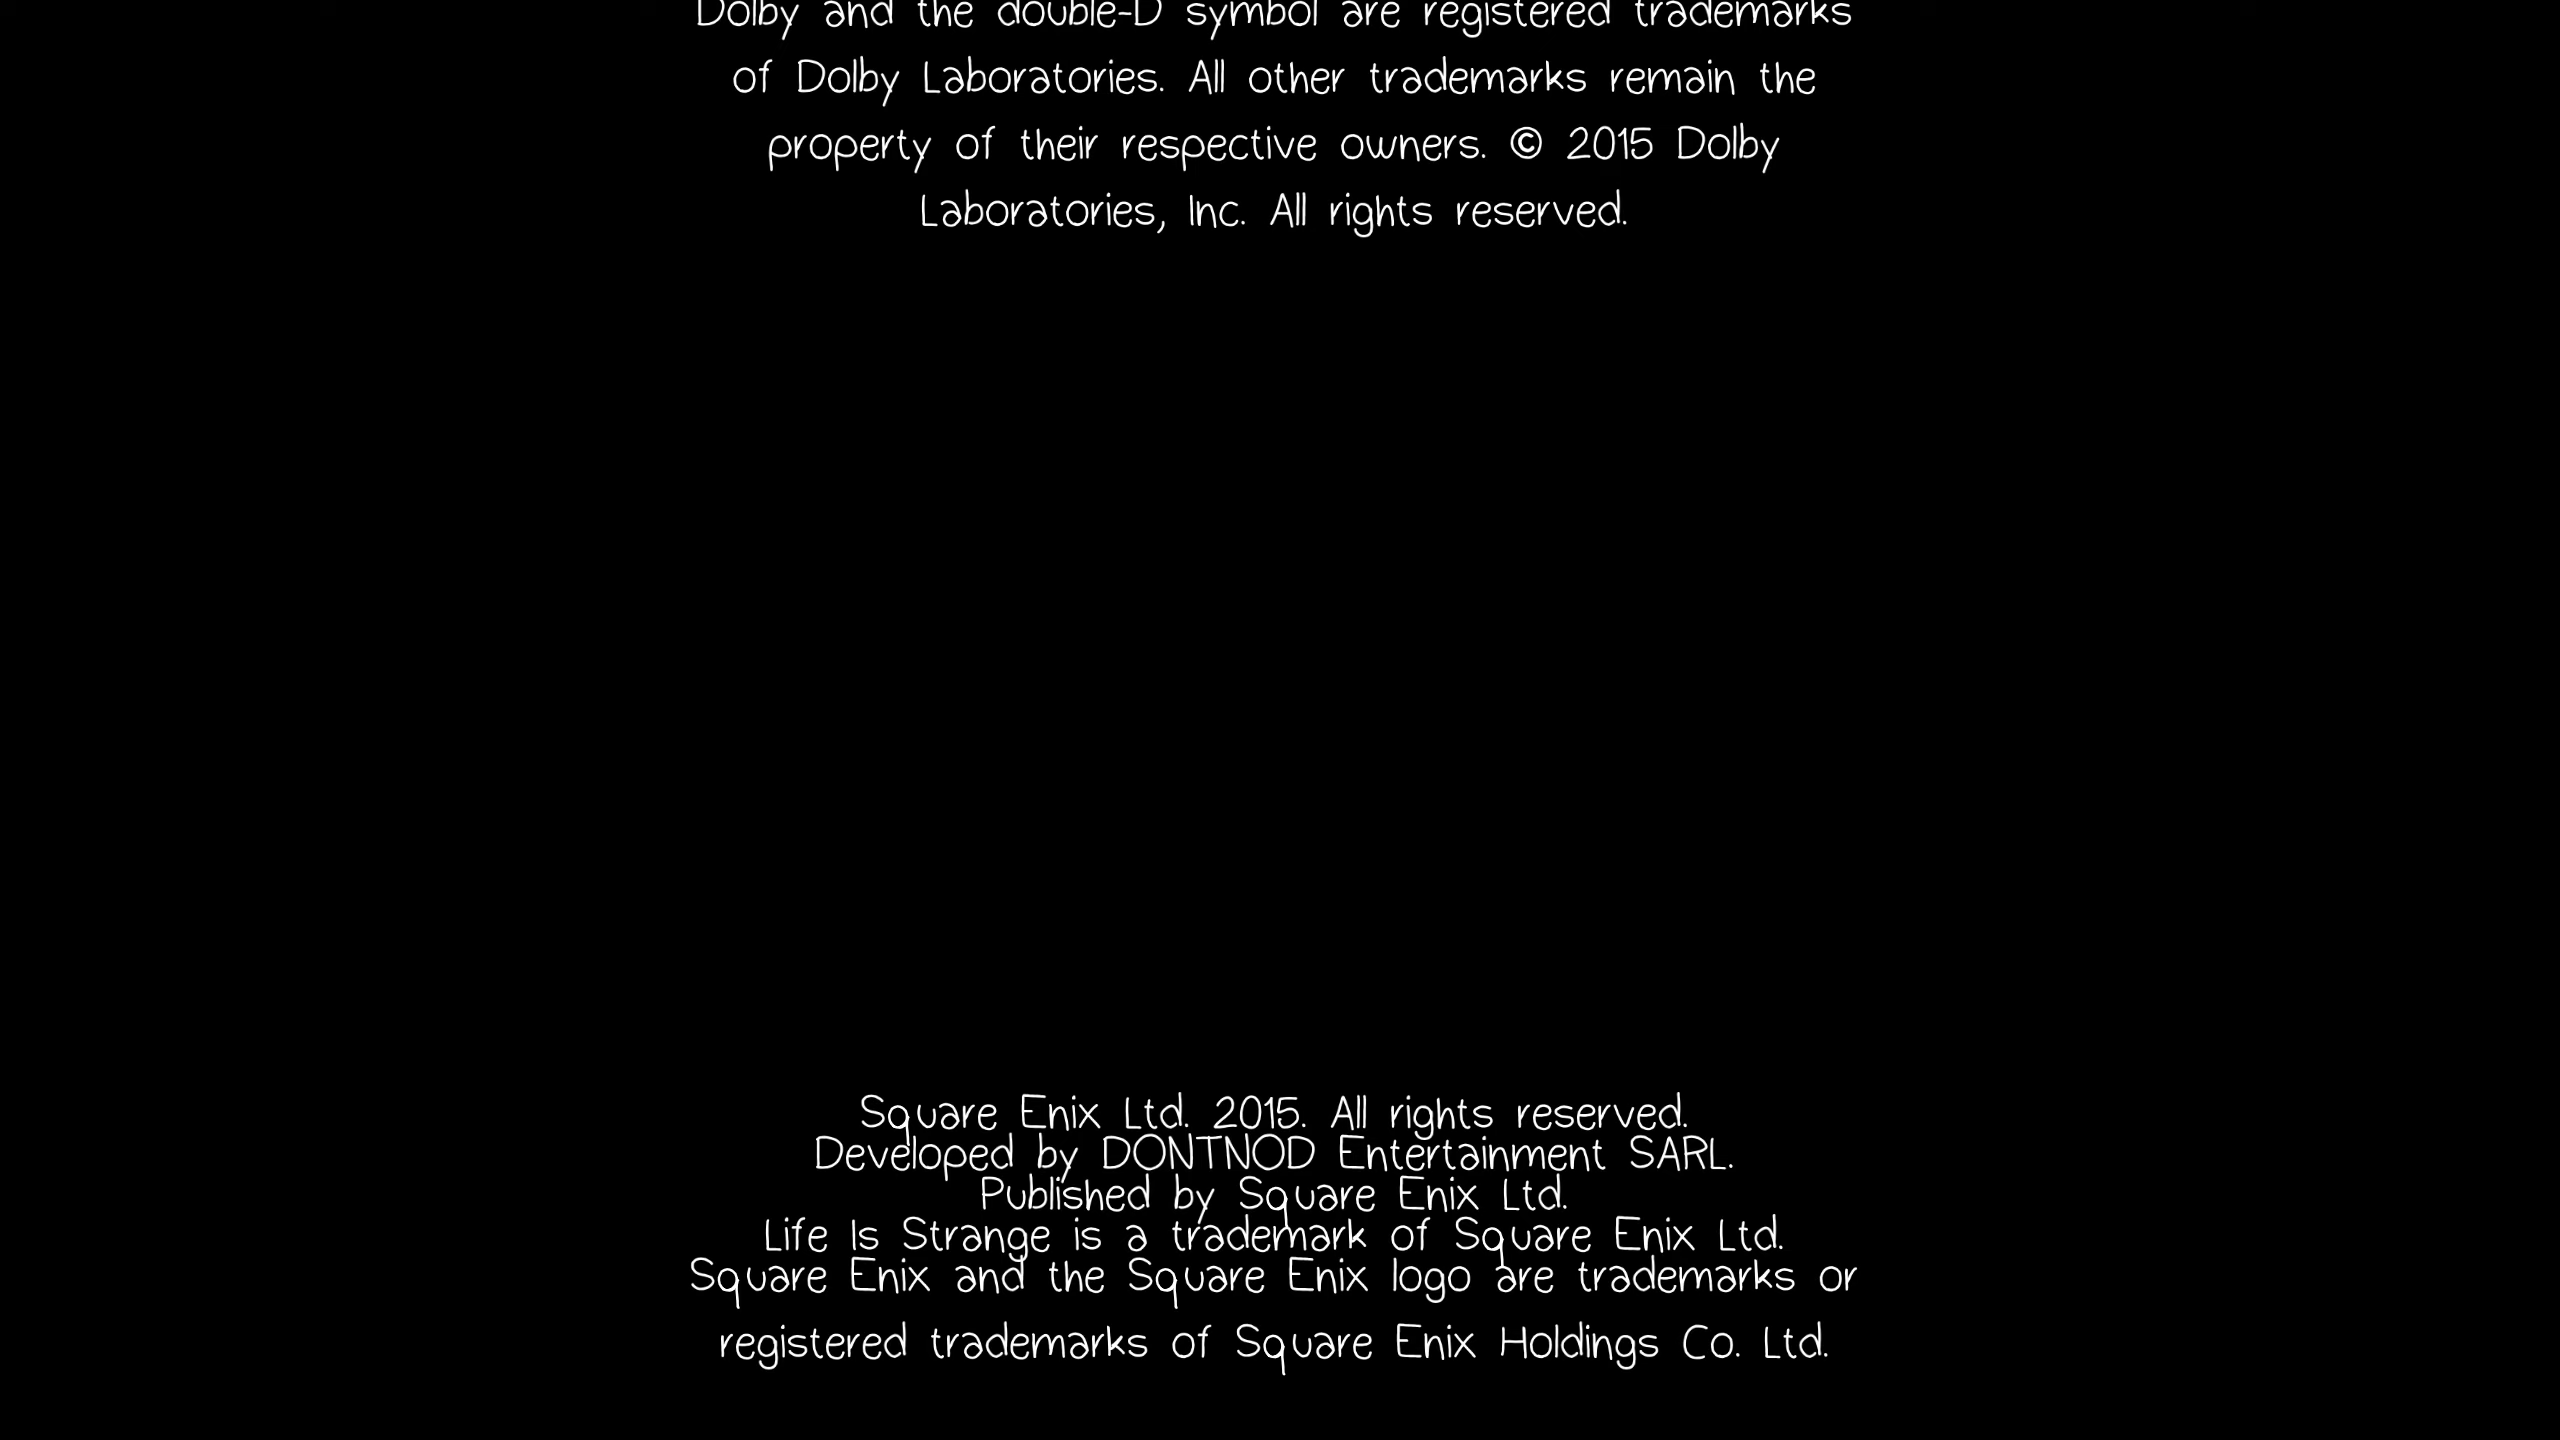 Dolby and the double-D symbol are registered trademarks
of Dolby Laboratories. All other trademarks remain the
property of their respective owners. © 2015 Dolby
Laboratories, Inc. All rights reserved.
Square Enix Ltd. 2015. All rights reserved.
Developed by DONTNOD Entertainment SARL.
Published by Square Enix Ltd.
Life Is Strange is a trademark of Square Enix Ltd.
Square Enix and the Square Enix logo are trademarks or
registered trademarks of Square Enix Holdings Co. Ltd.